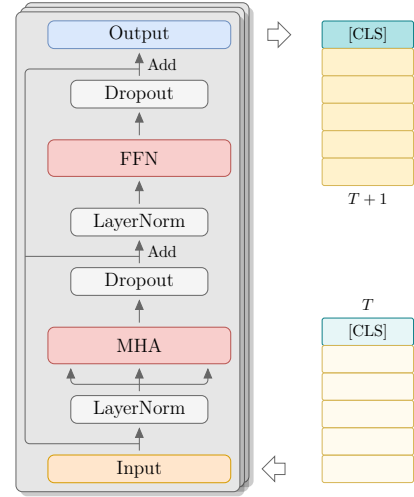 Output
Add
Dropout
FFN
LayerNorm
Add
Dropout
MHA
LayerNorm
Input
[CLS]
T + 1
T
[CLS]